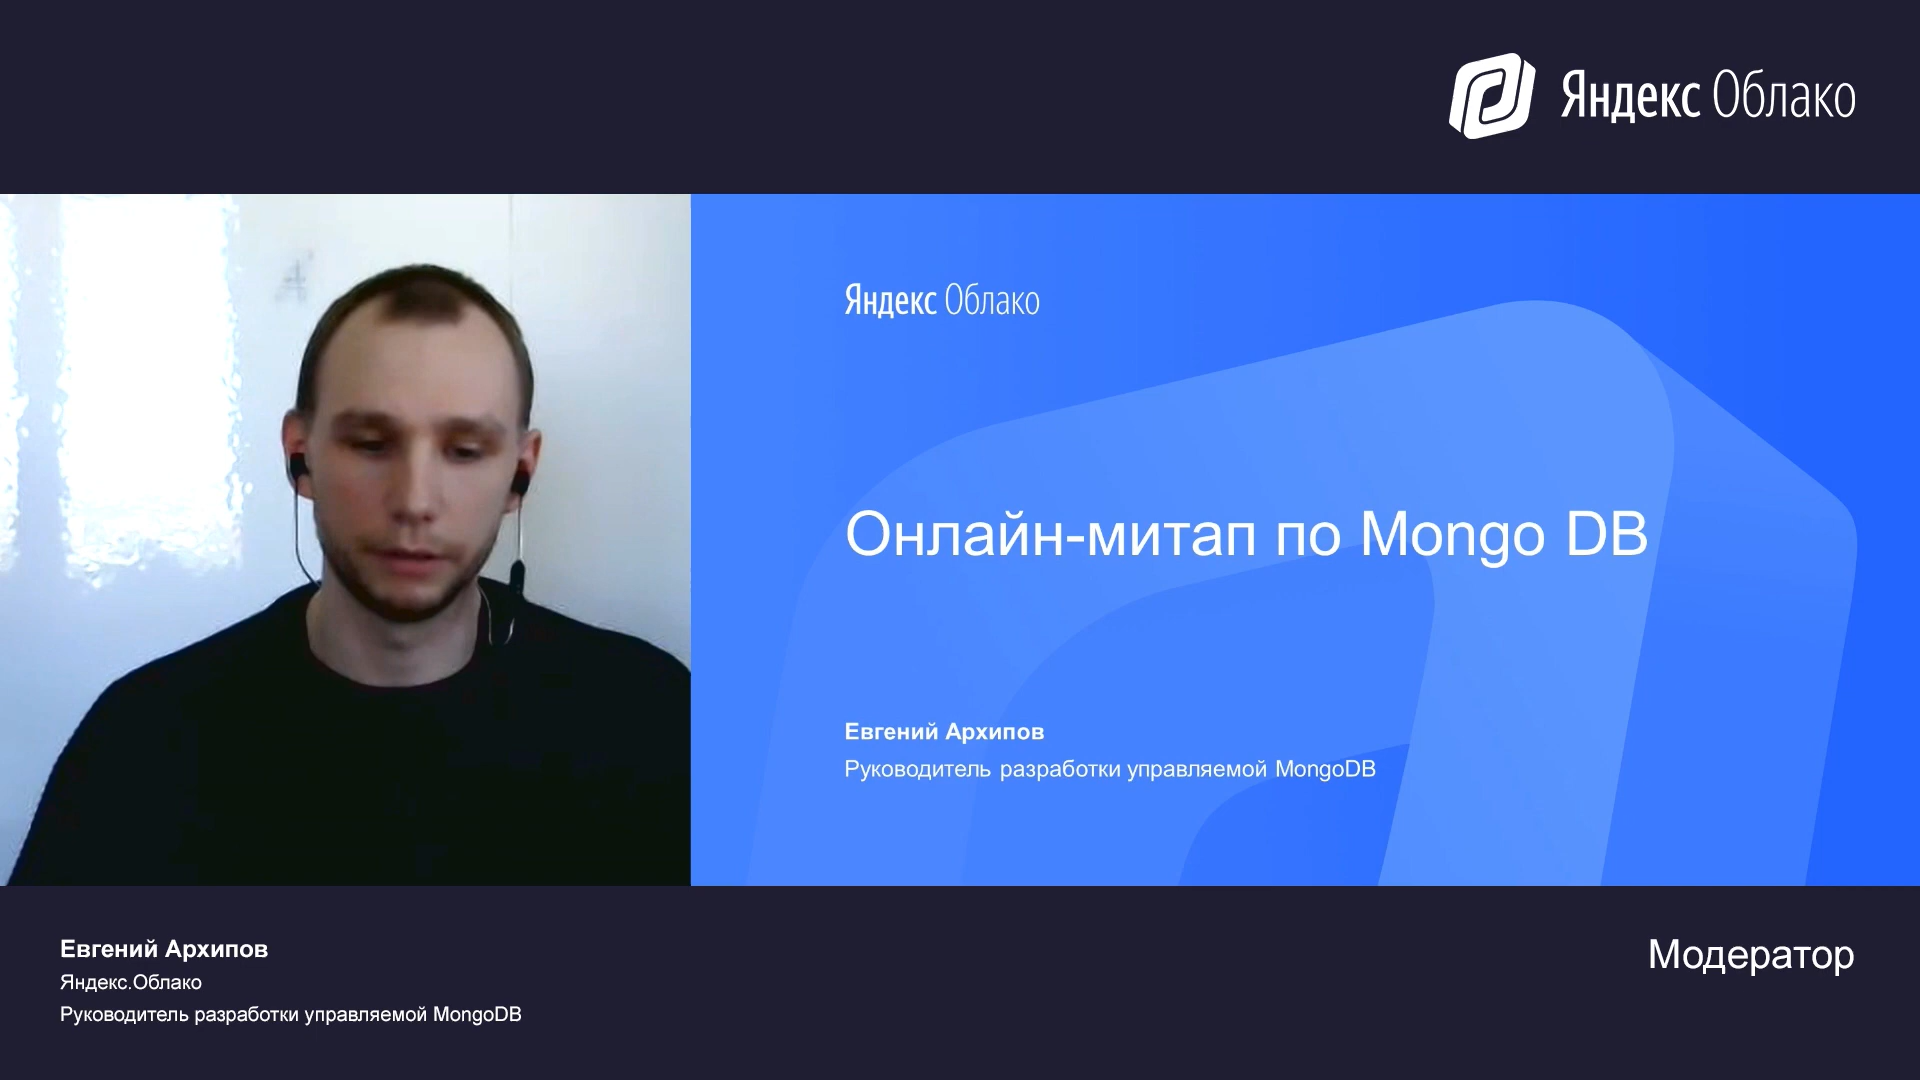 Яндекс Облако
Яндекс Облако
Онлайн-митап по Mongo DB
Евгений Архипов
Руководитель разработки управляемой MongoDB
Евгений Архипов
Яндекс.Облако
Руководитель разработки управляемой MongoDB
Модератор